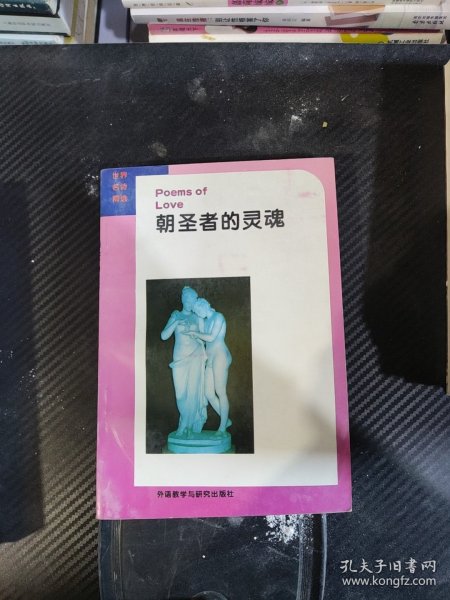 世界
名诗
精选
Poems of
Love
朝圣者的灵魂
外语教学与研究出版社
孔夫子旧书网
www.kongfz.com